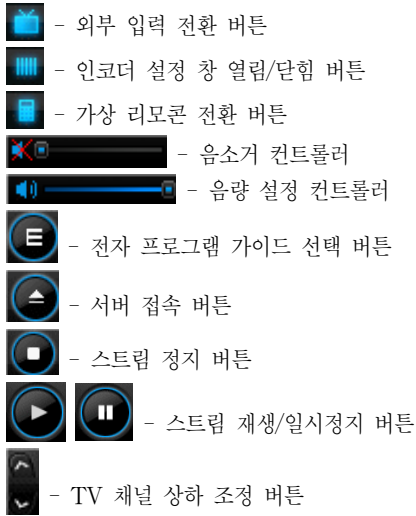 - 외부 입력 전환 버튼
- 인코더 설정 창 열림/닫힘 버튼
- 가상 리모콘 전환 버튼
- 음소거 컨트롤러
- 음량 설정 컨트롤러
E - 전자 프로그램 가이드 선택 버튼
- 서버 접속 버튼
- 스트림 정지 버튼
- 스트림 재생/일시정지 버튼
- TV 채널 상하 조정 버튼